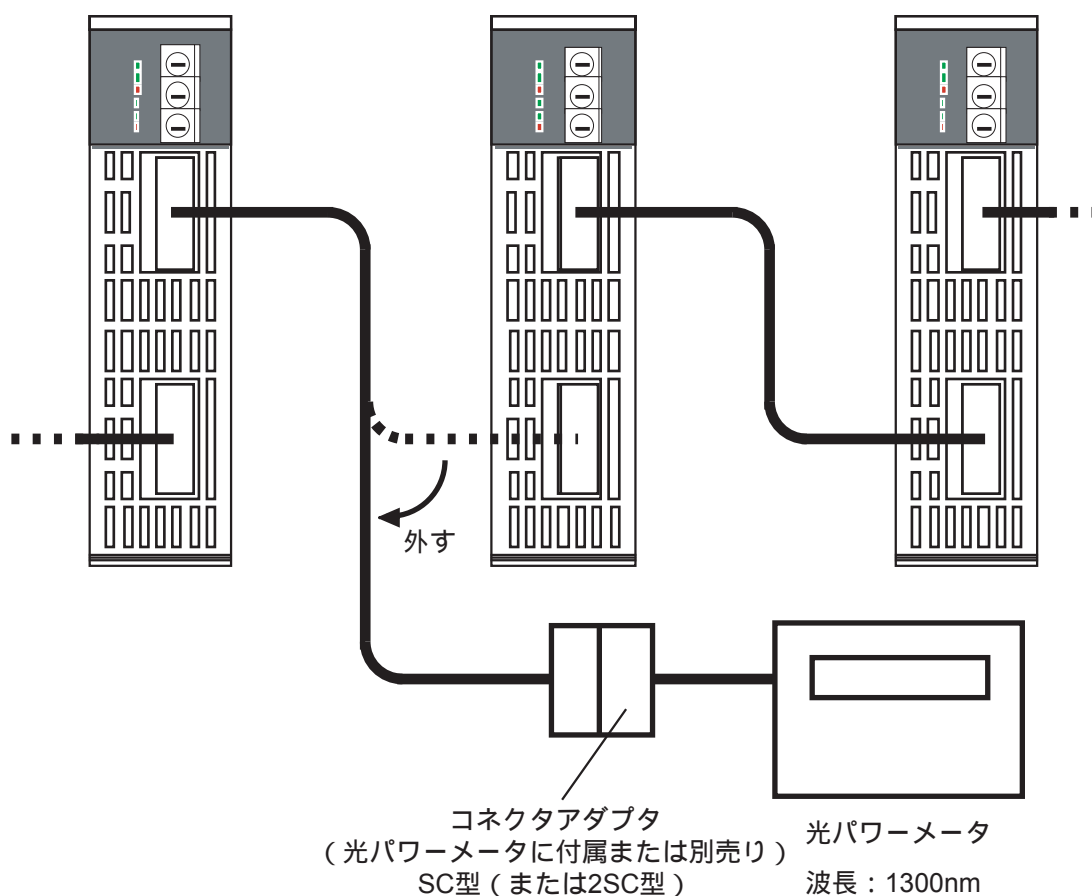 外す
コネクタアダプタ
(光パワーメータに付属または別売り)
SC型(または2SC型)
光パワーメータ
波長:1300nm